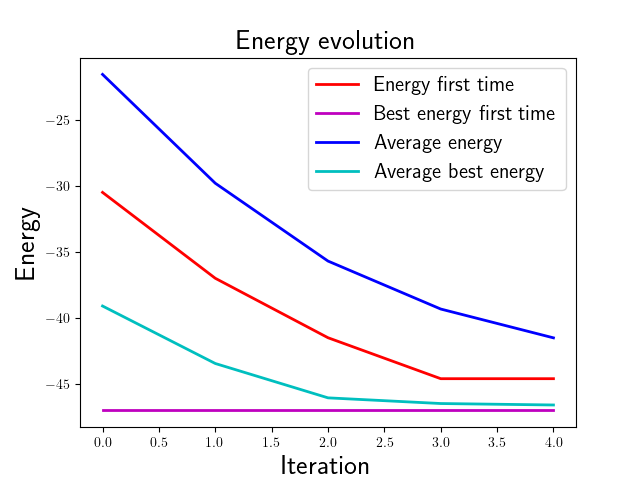 Energy evolution
Energy first time
Best energy first time
Average energy
Average best energy
Energy
−25
−30
−35
−40
−45
0.0 0.5 1.0 1.5 2.0 2.5 3.0 3.5 4.0
Iteration